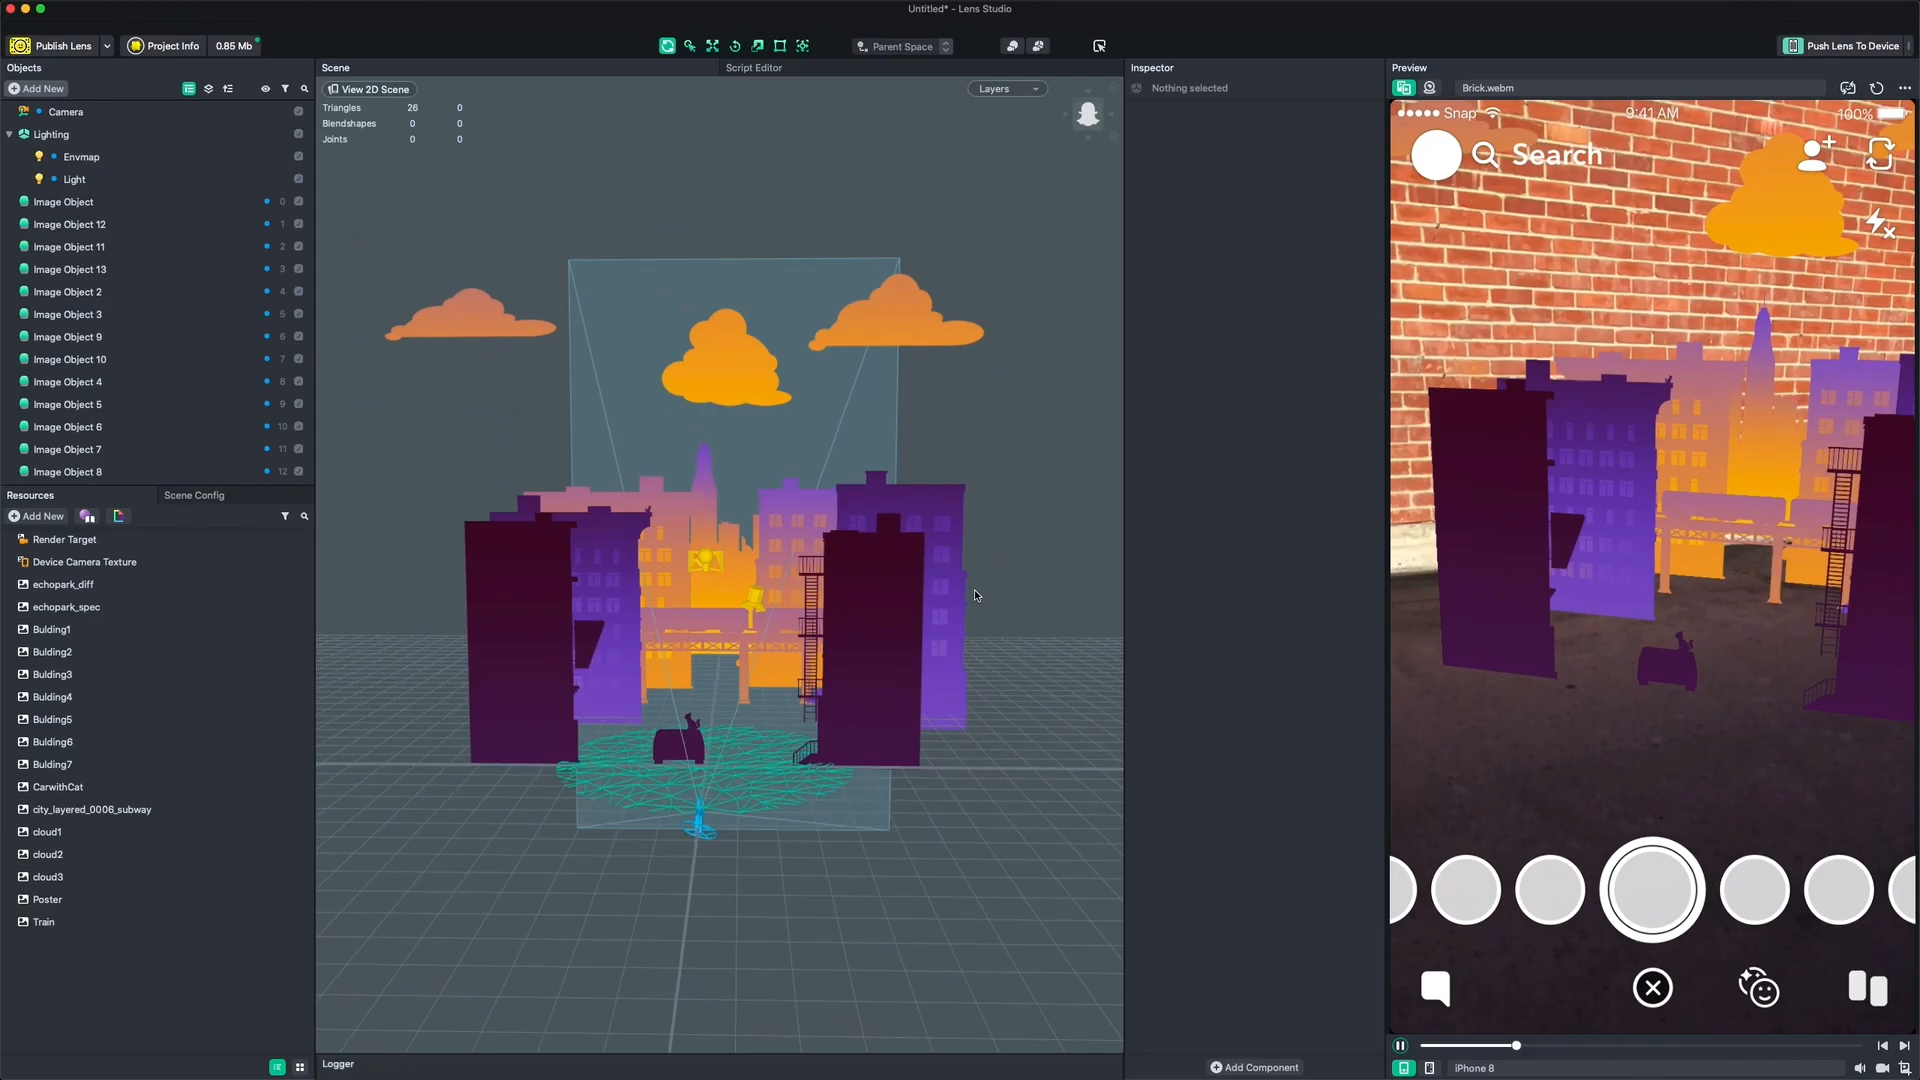 Untitled* - Lens Studio
Publish Lens
Project Info
0.85 Mb
Parent Space
Push Lens To Device
Objects
Add New
Camera
Lighting
Envmap
Light
Image Object 0
Image Object 12 1
Image Object 11 2
Image Object 13 3
Image Object 2 4
Image Object 3 5
Image Object 9 6
Image Object 10 7
Image Object 4 8
Image Object 5 9
Image Object 6 10
Image Object 7 11
Image Object 8 12
Resources
Scene Config
Add New
Render Target
Device Camera Texture
echopark_diff
echopark_spec
Bulding1
Bulding2
Bulding3
Bulding4
Bulding5
Bulding6
Bulding7
CarwithCat
city_layered_0006_subway
cloud1
cloud2
cloud3
Poster
Train
Scene
Script Editor
View 2D Scene
Layers
Triangles 26 0
Blendshapes 0 0
Joints 0 0
Logger
Inspector
Nothing selected
Add Component
Preview
Brick.webm
Snap
9:41 AM
100%
Search
iPhone 8